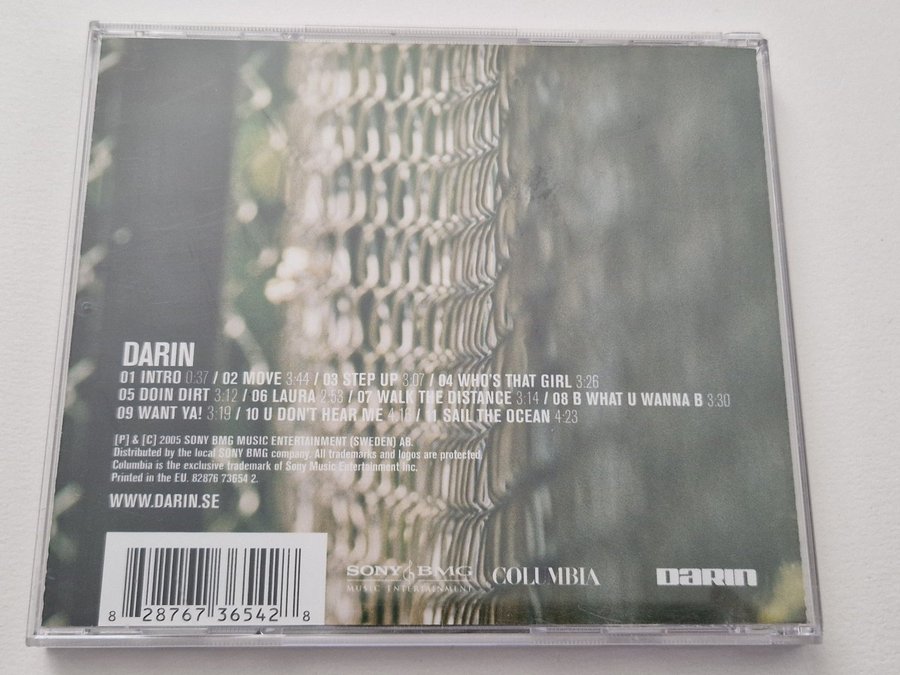 DARIN
01 INTRO 0:37 / 02 MOVE 3:44 / 03 STEP UP 3:07 / 04 WHO'S THAT GIRL 3:26
05 DOIN DIRT 3:12 / 06 LAURA 2:53 / 07 WALK THE DISTANCE 3:14 / 08 B WHAT U WANNA B 3:30
09 WANT YA! 3:19 / 10 U DON'T HEAR ME 4:16 / 11 SAIL THE OCEAN 4:23
[P] & [C] 2005 SONY BMG MUSIC ENTERTAINMENT (SWEDEN) AB.
Distributed by the local SONY BMG company. All trademarks and logos are protected.
Columbia is the exclusive trademark of Sony Music Entertainment Inc.
Printed in the EU. 82876 73654 2.
WWW.DARIN.SE
8 28767 36542 8
SONY BMG
MUSIC ENTERTAINMENT
COLUMBIA
DARIN